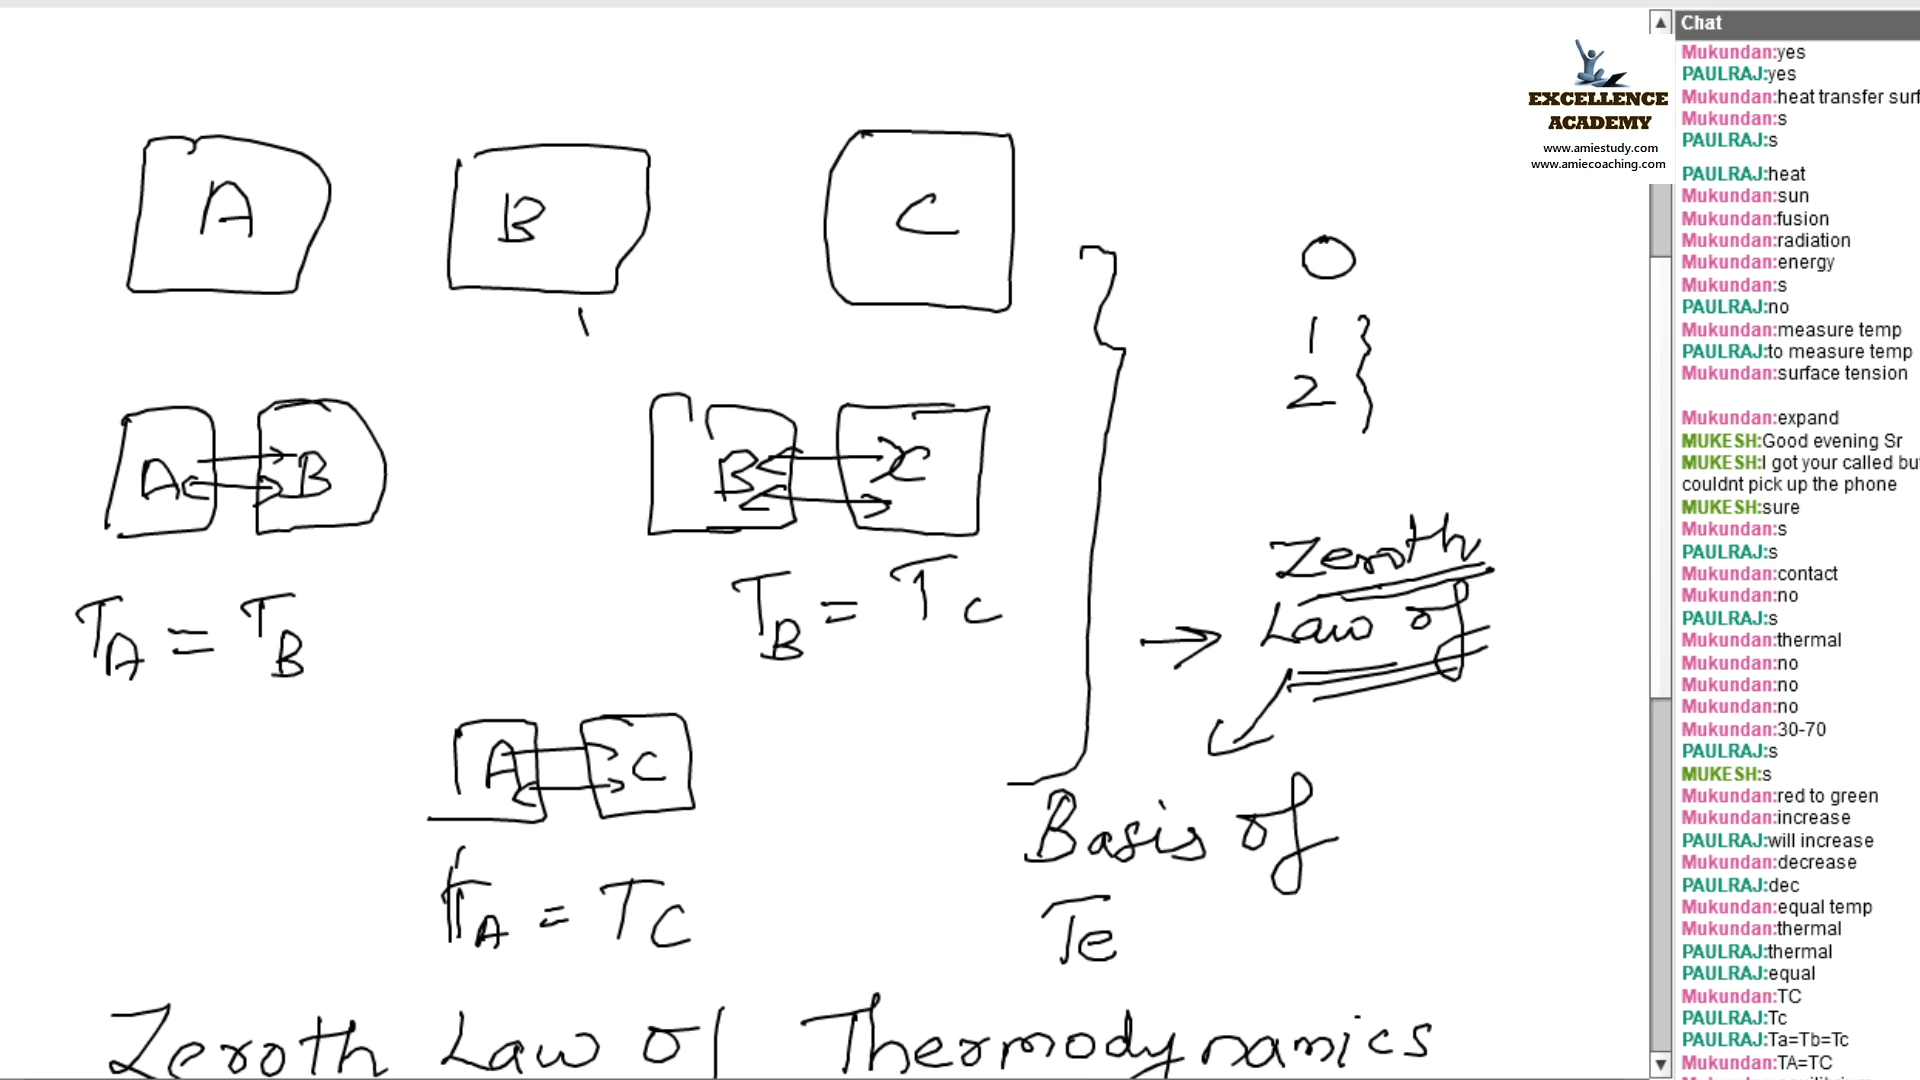 A B C
0
1
2
A B B C
TA = TB
TB = TC
Zeroth
Law of
A C
TA = TC
Basis of
Te
Zeroth Law of Thermodynamics
EXCELLENCE
ACADEMY
www.amiestudy.com
www.amiecoaching.com
Chat
Mukundan:yes
PAULRAJ:yes
Mukundan:heat transfer surf
Mukundan:s
PAULRAJ:s
PAULRAJ:heat
Mukundan:sun
Mukundan:fusion
Mukundan:radiation
Mukundan:energy
Mukundan:s
PAULRAJ:no
Mukundan:measure temp
PAULRAJ:to measure temp
Mukundan:surface tension
Mukundan:expand
MUKESH:Good evening Sr
MUKESH:I got your called but
couldnt pick up the phone
MUKESH:sure
Mukundan:s
PAULRAJ:s
Mukundan:contact
Mukundan:no
PAULRAJ:s
Mukundan:thermal
Mukundan:no
Mukundan:no
Mukundan:no
Mukundan:30-70
PAULRAJ:s
MUKESH:s
Mukundan:red to green
Mukundan:increase
PAULRAJ:will increase
Mukundan:decrease
PAULRAJ:dec
Mukundan:equal temp
Mukundan:thermal
PAULRAJ:thermal
PAULRAJ:equal
Mukundan:TC
PAULRAJ:Tc
PAULRAJ:Ta=Tb=Tc
Mukundan:TA=TC